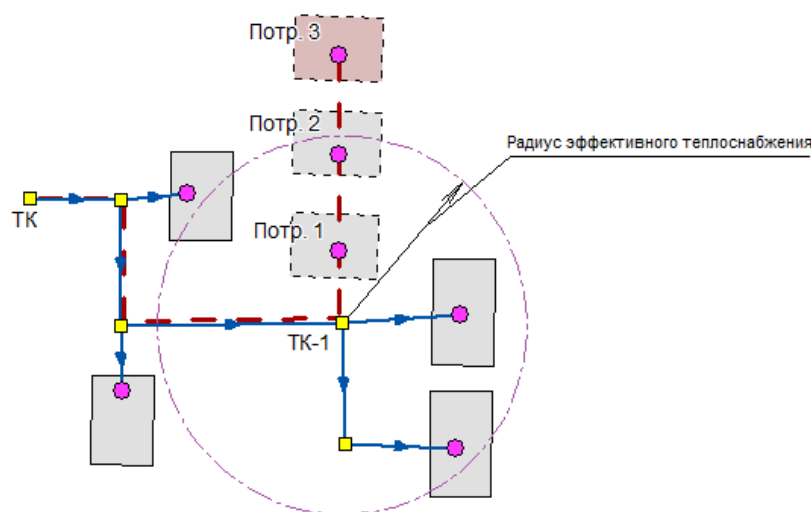 Потр. 3
Потр. 2
Радиус эффективного теплоснабжения
ТК
Потр. 1
ТК-1